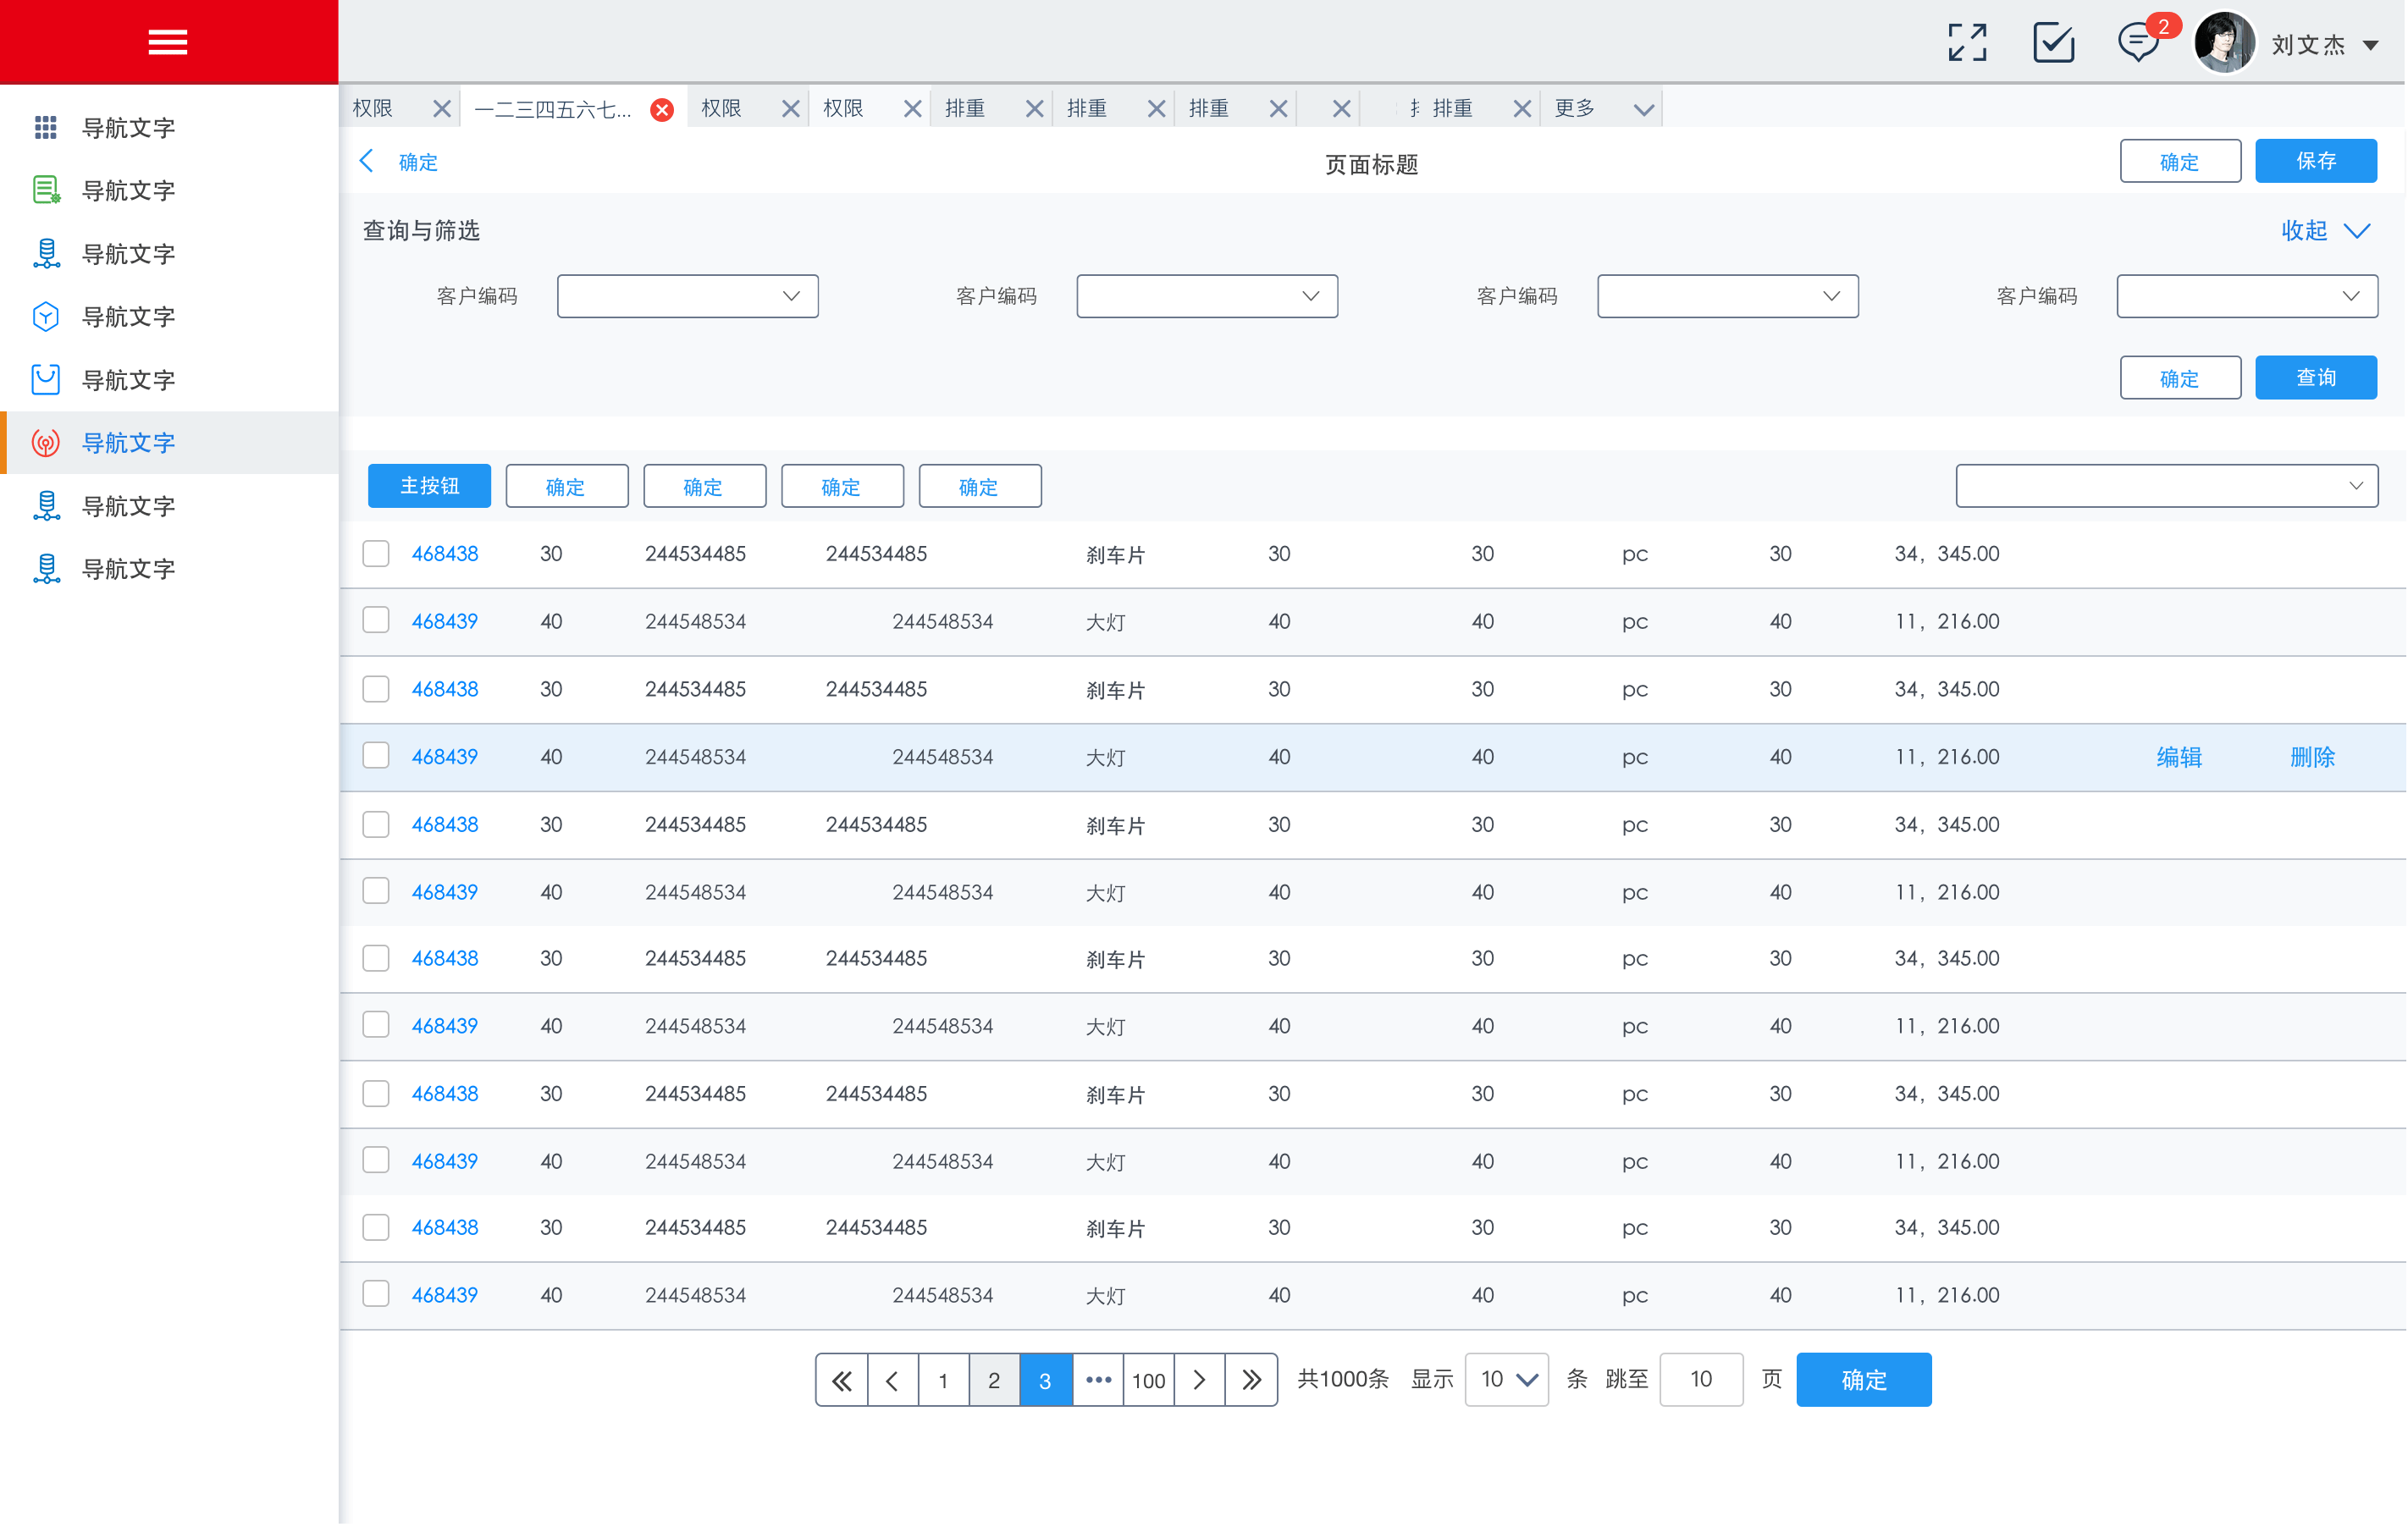 2 刘文杰
权限 一二三四五六七... 权限 权限 排重 排重 排重 排重 更多
确定 页面标题 确定 保存
查询与筛选 收起
客户编码 客户编码 客户编码 客户编码
确定 查询
导航文字
导航文字
导航文字
导航文字
导航文字
导航文字
导航文字
导航文字
主按钮 确定 确定 确定 确定
468438 30 244534485 244534485 刹车片 30 30 pc 30 34，345.00
468439 40 244548534 244548534 大灯 40 40 pc 40 11，216.00
468438 30 244534485 244534485 刹车片 30 30 pc 30 34，345.00
468439 40 244548534 244548534 大灯 40 40 pc 40 11，216.00 编辑 删除
468438 30 244534485 244534485 刹车片 30 30 pc 30 34，345.00
468439 40 244548534 244548534 大灯 40 40 pc 40 11，216.00
468438 30 244534485 244534485 刹车片 30 30 pc 30 34，345.00
468439 40 244548534 244548534 大灯 40 40 pc 40 11，216.00
468438 30 244534485 244534485 刹车片 30 30 pc 30 34，345.00
468439 40 244548534 244548534 大灯 40 40 pc 40 11，216.00
468438 30 244534485 244534485 刹车片 30 30 pc 30 34，345.00
468439 40 244548534 244548534 大灯 40 40 pc 40 11，216.00
1 2 3 ••• 100 共1000条 显示 10 条 跳至 10 页 确定